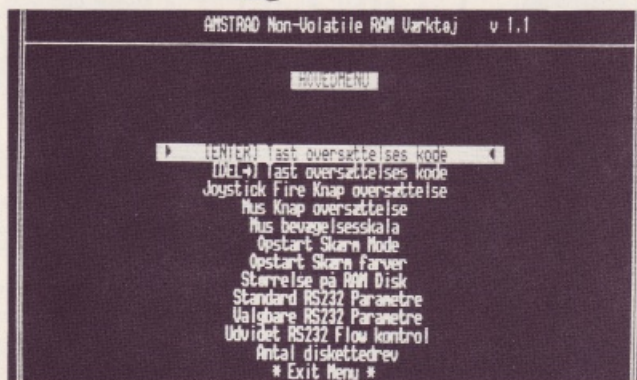 AMSTRAD Non-Volatile RAM Værktøj v 1.1
HOVEDMENU
[ENTER] Tast oversættelses kode
[DEL→] Tast oversættelses kode
Joystick Fire Knap oversættelse
Mus Knap oversættelse
Mus bevægelsesskala
Opstart Skærm Mode
Opstart Skærm farver
Størrelse på RAM Disk
Standard RS232 Parametre
Valgbare RS232 Parametre
Udvidet RS232 Flow kontrol
Antal diskettedrev
* Exit Menu *